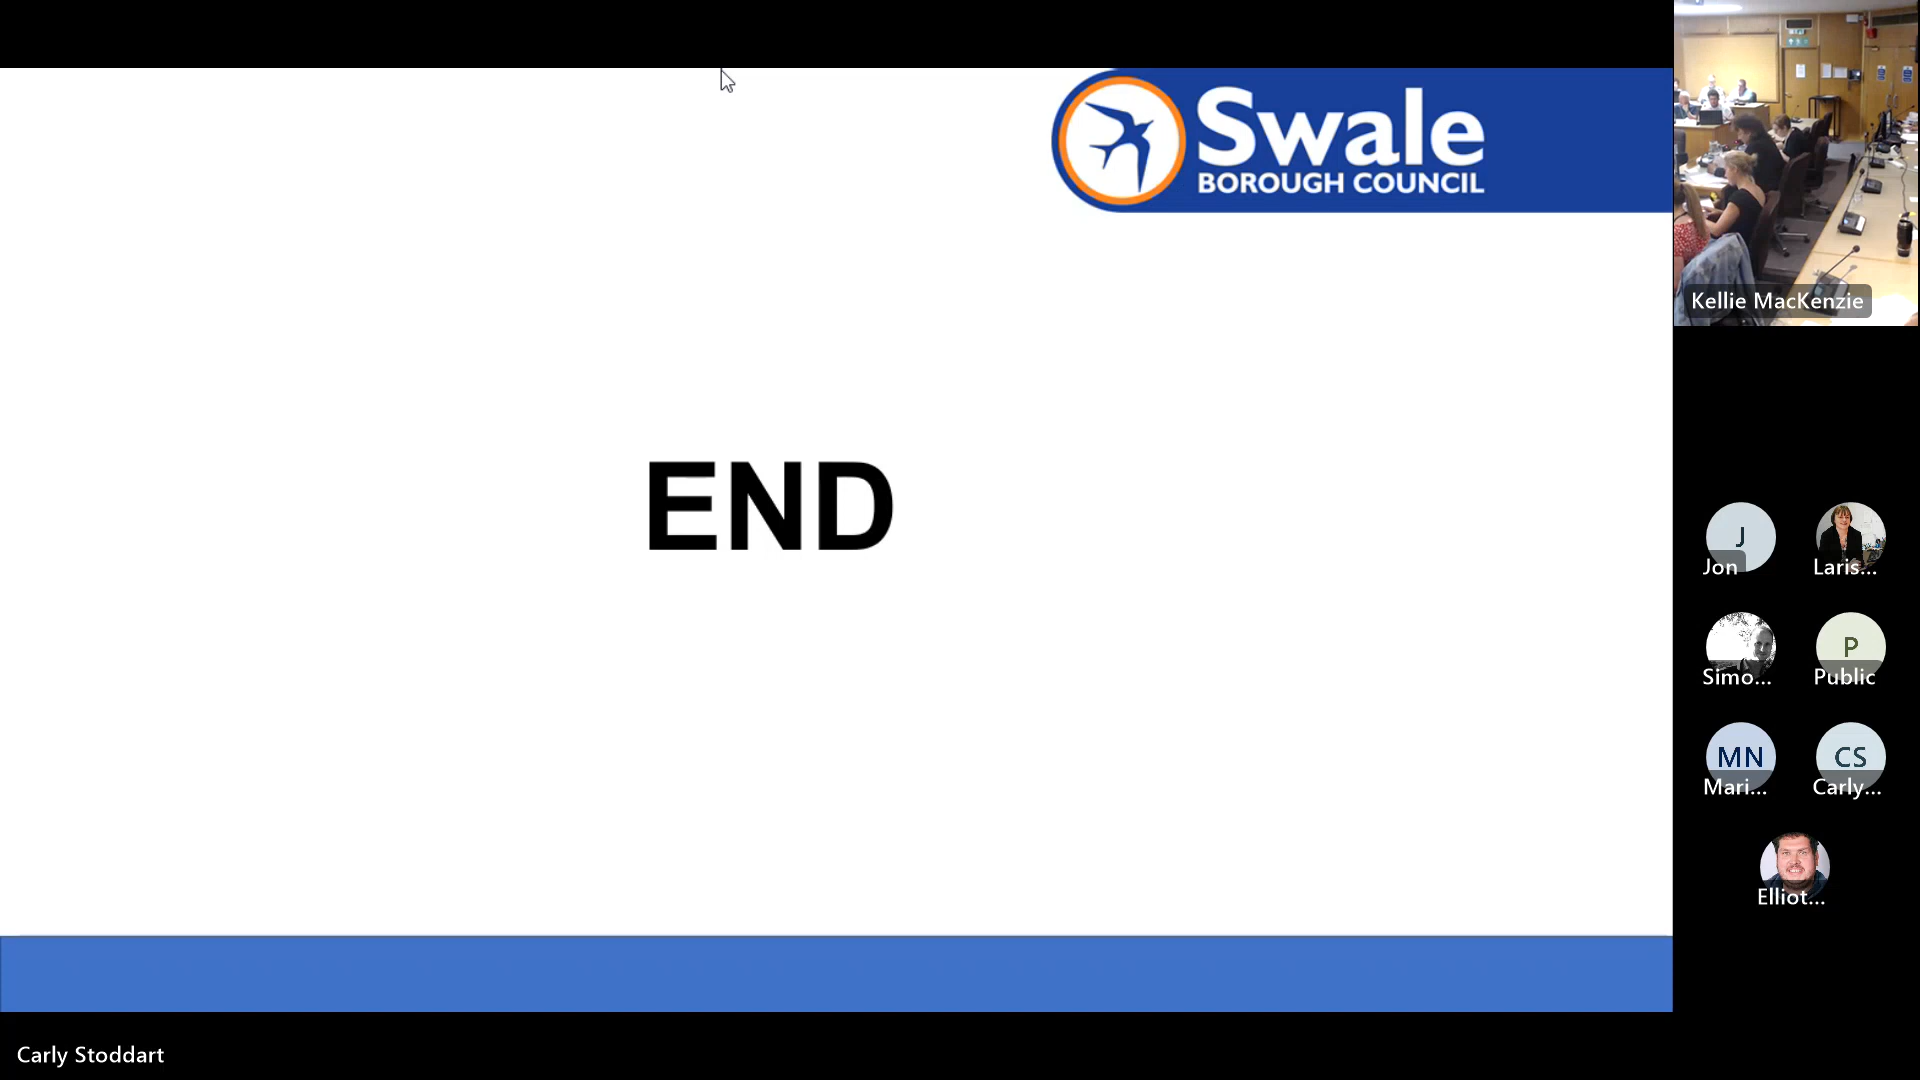 Swale
BOROUGH COUNCIL
END
Kellie MacKenzie
J
Jon
Laris...
Simo...
P
Public
MN
Mari...
CS
Carly...
Elliot...
Carly Stoddart